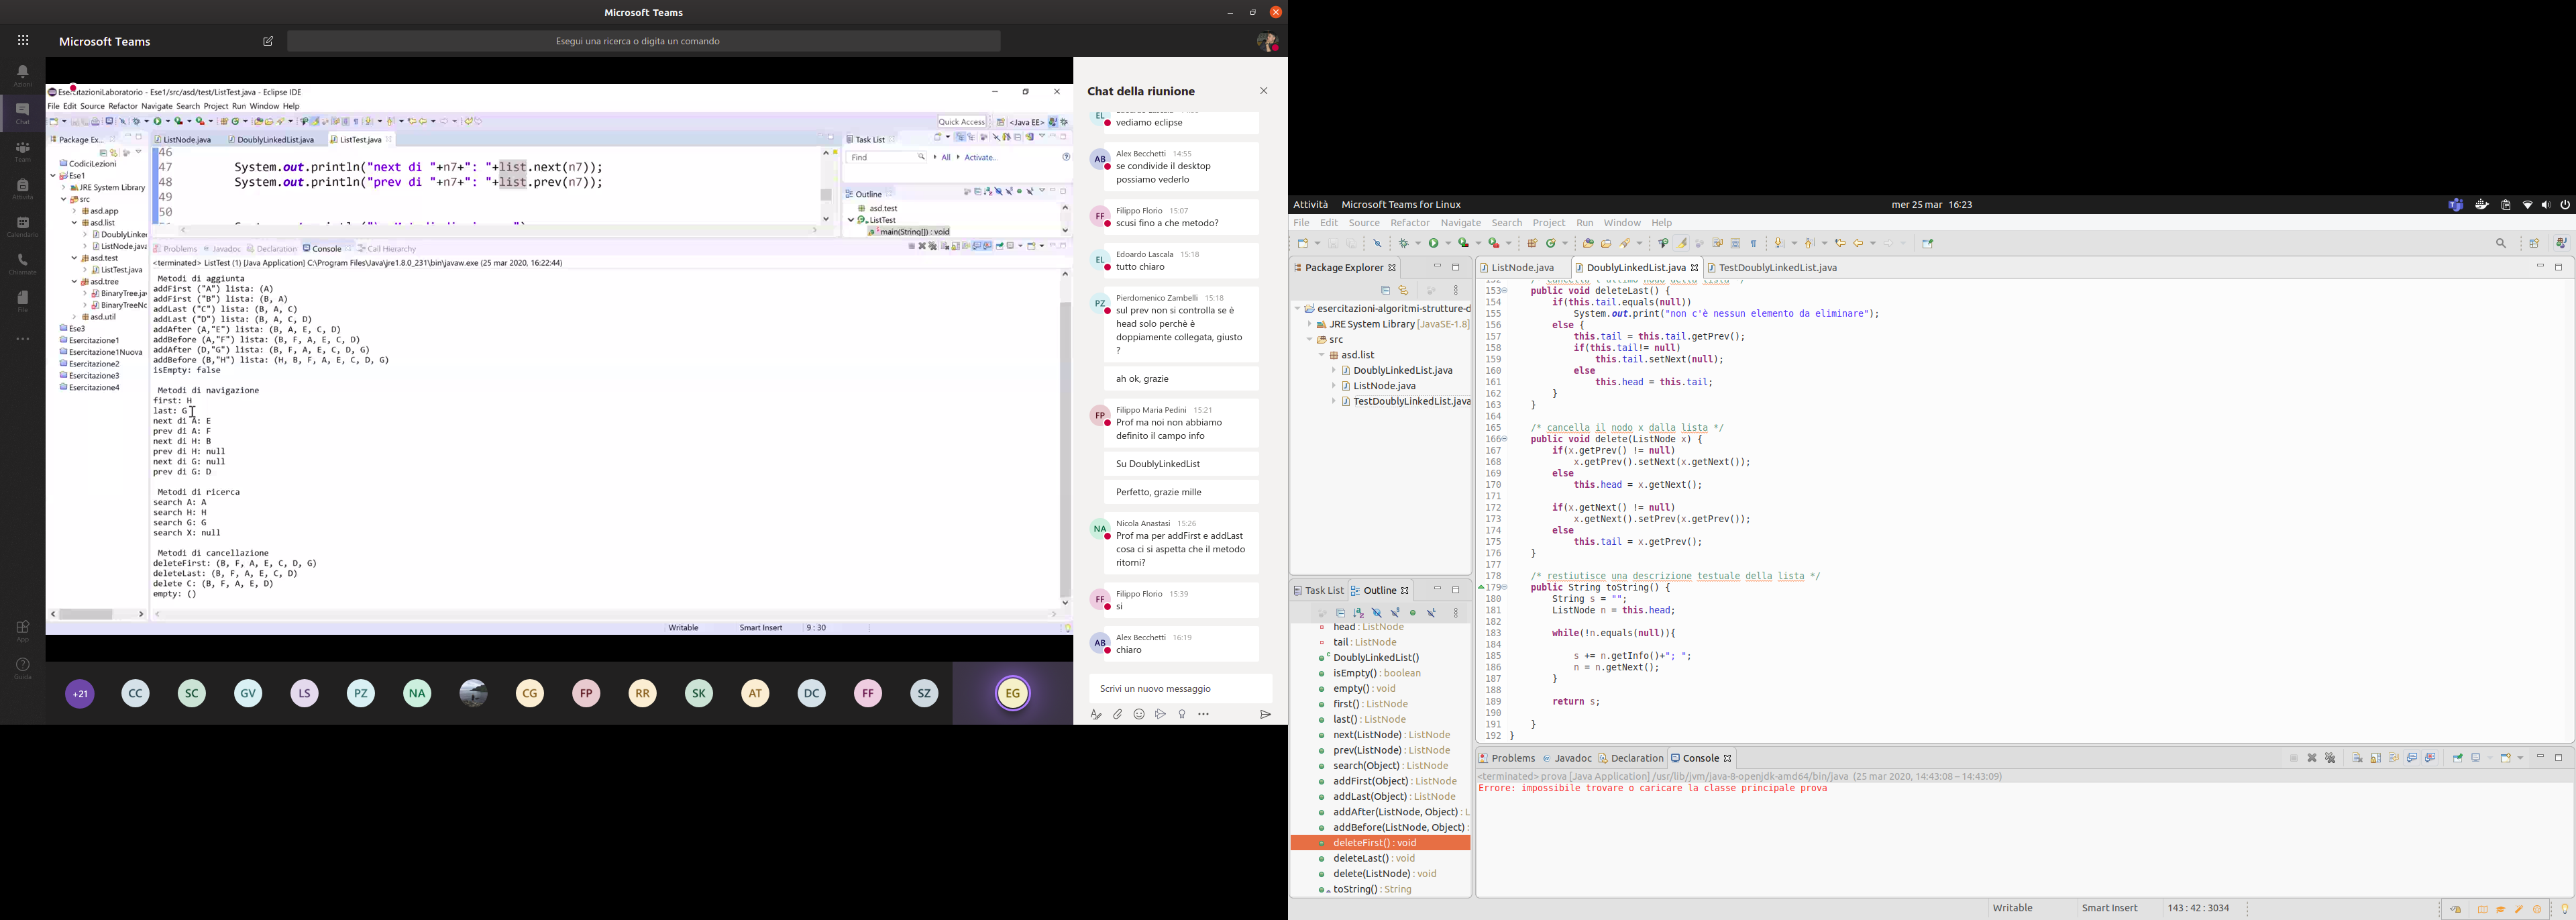 Microsoft Teams
Microsoft Teams
Esegui una ricerca o digita un comando
Chat
Team
Attività
Calendario
Chiamate
File
App
Guida
EsercitazioniLaboratorio - Ese1/src/asd/test/ListTest.java - Eclipse IDE
File Edit Source Refactor Navigate Search Project Run Window Help
Quick Access
<Java EE>
Package Ex...
CodiciLezioni
Ese1
JRE System Library
src
asd.app
asd.list
DoublyLinke
ListNode.java
asd.test
ListTest.java
asd.tree
BinaryTree.jav
BinaryTreeNo
asd.util
Ese3
Esercitazione1
Esercitazione1Nuova
Esercitazione2
Esercitazione3
Esercitazione4
ListNode.java
DoublyLinkedList.java
ListTest.java
46
47 System.out.println("next di "+n7+": "+list.next(n7));
48 System.out.println("prev di "+n7+": "+list.prev(n7));
49
50
Task List
Find
All
Activate...
Outline
asd.test
ListTest
main(String[]) : void
Problems
Javadoc
Declaration
Console
Call Hierarchy
<terminated> ListTest (1) [Java Application] C:\Program Files\Java\jre1.8.0_231\bin\javaw.exe (25 mar 2020, 16:22:44)
Metodi di aggiunta
addFirst ("A") lista: (A)
addFirst ("B") lista: (B, A)
addLast ("C") lista: (B, A, C)
addLast ("D") lista: (B, A, C, D)
addAfter (A,"E") lista: (B, A, E, C, D)
addBefore (A,"F") lista: (B, F, A, E, C, D)
addAfter (D,"G") lista: (B, F, A, E, C, D, G)
addBefore (B,"H") lista: (H, B, F, A, E, C, D, G)
isEmpty: false
Metodi di navigazione
first: H
last: G
next di A: E
prev di A: F
next di H: B
prev di H: null
next di G: null
prev di G: D
Metodi di ricerca
search A: A
search H: H
search G: G
search X: null
Metodi di cancellazione
deleteFirst: (B, F, A, E, C, D, G)
deleteLast: (B, F, A, E, C, D)
delete C: (B, F, A, E, D)
empty: ()
Writable
Smart Insert
9 : 30
+21
CC
SC
GV
LS
PZ
NA
CG
FP
RR
SK
AT
DC
FF
SZ
EG
Chat della riunione
EL
vediamo eclipse
AB
Alex Becchetti 14:55
se condivide il desktop
possiamo vederlo
FF
Filippo Florio 15:07
scusi fino a che metodo?
EL
Edoardo Lascala 15:18
tutto chiaro
PZ
Pierdomenico Zambelli 15:18
sul prev non si controlla se è
head solo perchè è
doppiamente collegata, giusto
?
ah ok, grazie
FP
Filippo Maria Pedini 15:21
Prof ma noi non abbiamo
definito il campo info
Su DoublyLinkedList
Perfetto, grazie mille
NA
Nicola Anastasi 15:26
Prof ma per addFirst e addLast
cosa ci si aspetta che il metodo
ritorni?
FF
Filippo Florio 15:39
si
AB
Alex Becchetti 16:19
chiaro
Scrivi un nuovo messaggio
Attività
Microsoft Teams for Linux
mer 25 mar 16:23
File Edit Source Refactor Navigate Search Project Run Window Help
Package Explorer
esercitazioni-algoritmi-strutture-d
JRE System Library [JavaSE-1.8]
src
asd.list
DoublyLinkedList.java
ListNode.java
TestDoublyLinkedList.java
Task List
Outline
head : ListNode
tail : ListNode
DoublyLinkedList()
isEmpty() : boolean
empty() : void
first() : ListNode
last() : ListNode
next(ListNode) : ListNode
prev(ListNode) : ListNode
search(Object) : ListNode
addFirst(Object) : ListNode
addLast(Object) : ListNode
addAfter(ListNode, Object) : L
addBefore(ListNode, Object) :
deleteFirst() : void
deleteLast() : void
delete(ListNode) : void
toString() : String
ListNode.java
DoublyLinkedList.java
TestDoublyLinkedList.java
152 /* cancella l'ultimo nodo della lista */
153 public void deleteLast() {
154 if(this.tail.equals(null))
155 System.out.print("non c'è nessun elemento da eliminare");
156 else {
157 this.tail = this.tail.getPrev();
158 if(this.tail!= null)
159 this.tail.setNext(null);
160 else
161 this.head = this.tail;
162 }
163 }
164
165 /* cancella il nodo x dalla lista */
166 public void delete(ListNode x) {
167 if(x.getPrev() != null)
168 x.getPrev().setNext(x.getNext());
169 else
170 this.head = x.getNext();
171
172 if(x.getNext() != null)
173 x.getNext().setPrev(x.getPrev());
174 else
175 this.tail = x.getPrev();
176 }
177
178 /* restiutisce una descrizione testuale della lista */
179 public String toString() {
180 String s = "";
181 ListNode n = this.head;
182
183 while(!n.equals(null)){
184
185 s += n.getInfo()+"; ";
186 n = n.getNext();
187 }
188
189 return s;
190
191 }
192 }
Problems
Javadoc
Declaration
Console
<terminated> prova [Java Application] /usr/lib/jvm/java-8-openjdk-amd64/bin/java (25 mar 2020, 14:43:08 – 14:43:09)
Errore: impossibile trovare o caricare la classe principale prova
Writable
Smart Insert
143 : 42 : 3034